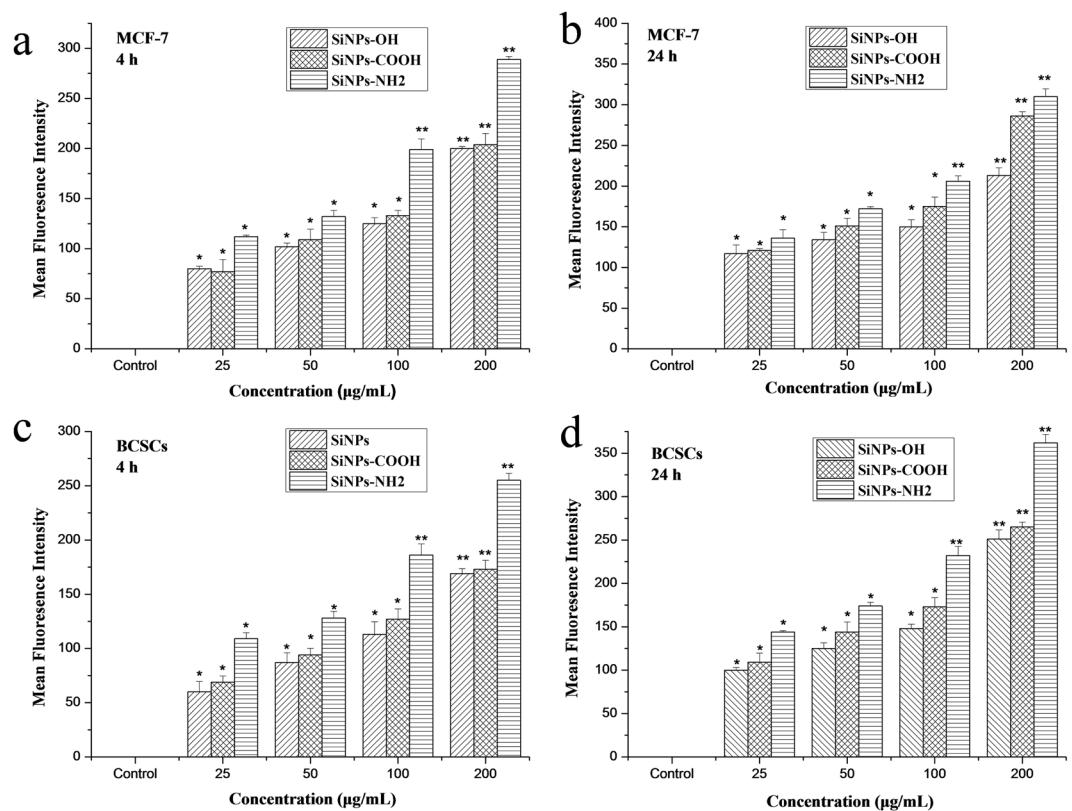 a
MCF-7
4 h
SiNPs-OH
SiNPs-COOH
SiNPs-NH2
Mean Fluoresence Intensity
300
250
200
150
100
50
0
* * *
* * *
* * **
** ** **
Control 25 50 100 200
Concentration (μg/mL)
b
MCF-7
24 h
SiNPs-OH
SiNPs-COOH
SiNPs-NH2
Mean Fluoresence Intensity
400
350
300
250
200
150
100
50
0
* * *
* * *
* * **
** ** **
Control 25 50 100 200
Concentration (μg/mL)
c
BCSCs
4 h
SiNPs
SiNPs-COOH
SiNPs-NH2
Mean Fluoresence Intensity
300
250
200
150
100
50
0
* * *
* * *
* * **
** ** **
Control 25 50 100 200
Concentration (μg/mL)
d
BCSCs
24 h
SiNPs-OH
SiNPs-COOH
SiNPs-NH2
Mean Fluoresence Intensity
350
300
250
200
150
100
50
0
* * *
* * *
* * **
** ** **
Control 25 50 100 200
Concentration (μg/mL)